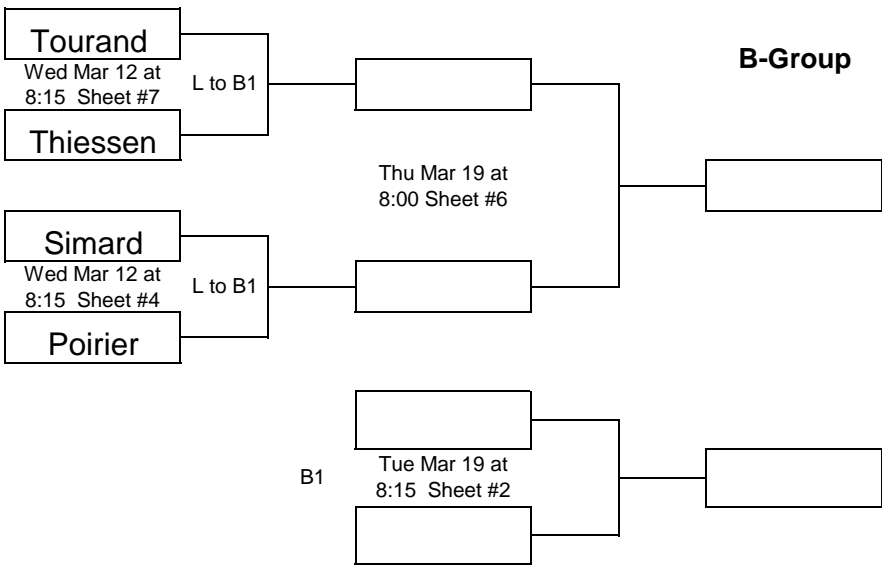 Tourand
Wed Mar 12 at
8:15 Sheet #7
L to B1
Thiessen
B-Group
Thu Mar 19 at
8:00 Sheet #6
Simard
Wed Mar 12 at
8:15 Sheet #4
L to B1
Poirier
B1
Tue Mar 19 at
8:15 Sheet #2